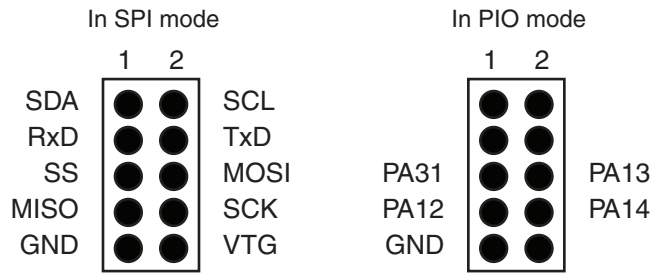 In SPI mode In PIO mode
1 2 1 2
SDA SCL
RxD TxD
SS MOSI PA31 PA13
MISO SCK PA12 PA14
GND VTG GND